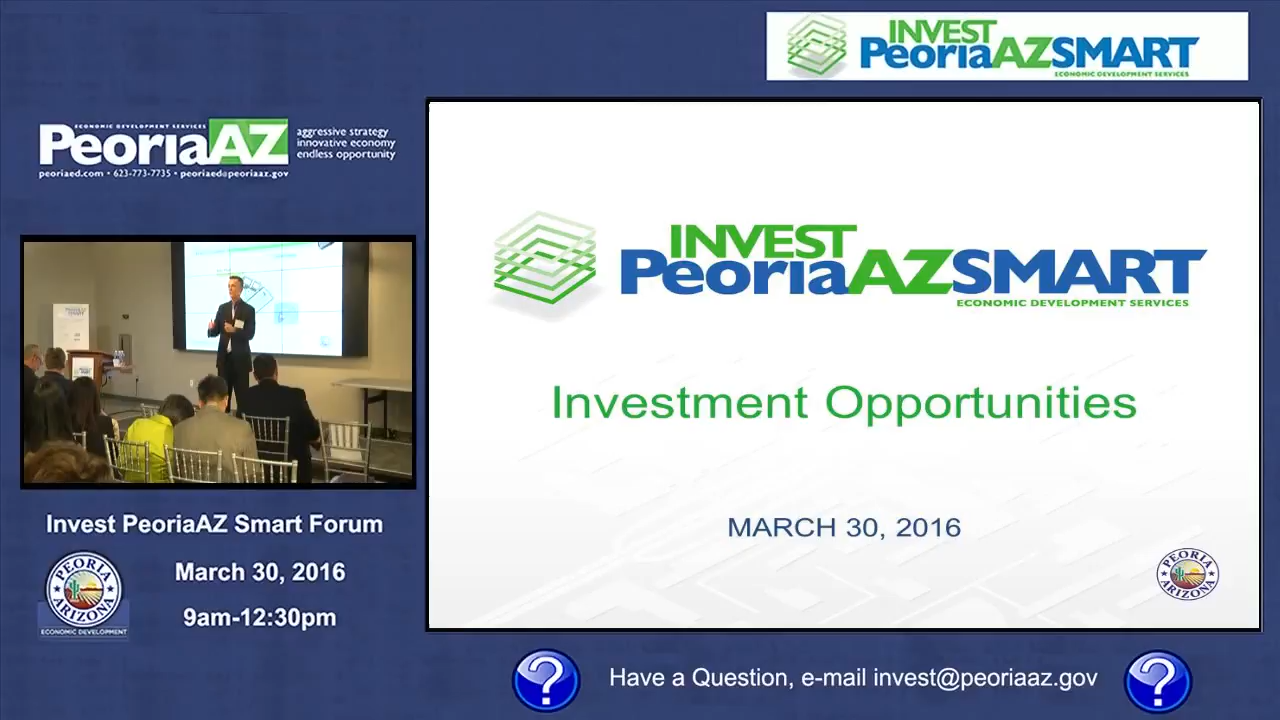 INVEST
PeoriaAZSMART
ECONOMIC DEVELOPMENT SERVICES
ECONOMIC DEVELOPMENT SERVICES
PeoriaAZ
aggressive strategy
innovative economy
endless opportunity
peoriaed.com • 623-773-7735 • peoriaed@peoriaaz.gov
INVEST
PeoriaAZSMART
ECONOMIC DEVELOPMENT SERVICES
Investment Opportunities
MARCH 30, 2016
PEORIA
ARIZONA
Invest PeoriaAZ Smart Forum
March 30, 2016
9am-12:30pm
PEORIA
ARIZONA
ECONOMIC DEVELOPMENT
? Have a Question, e-mail invest@peoriaaz.gov ?